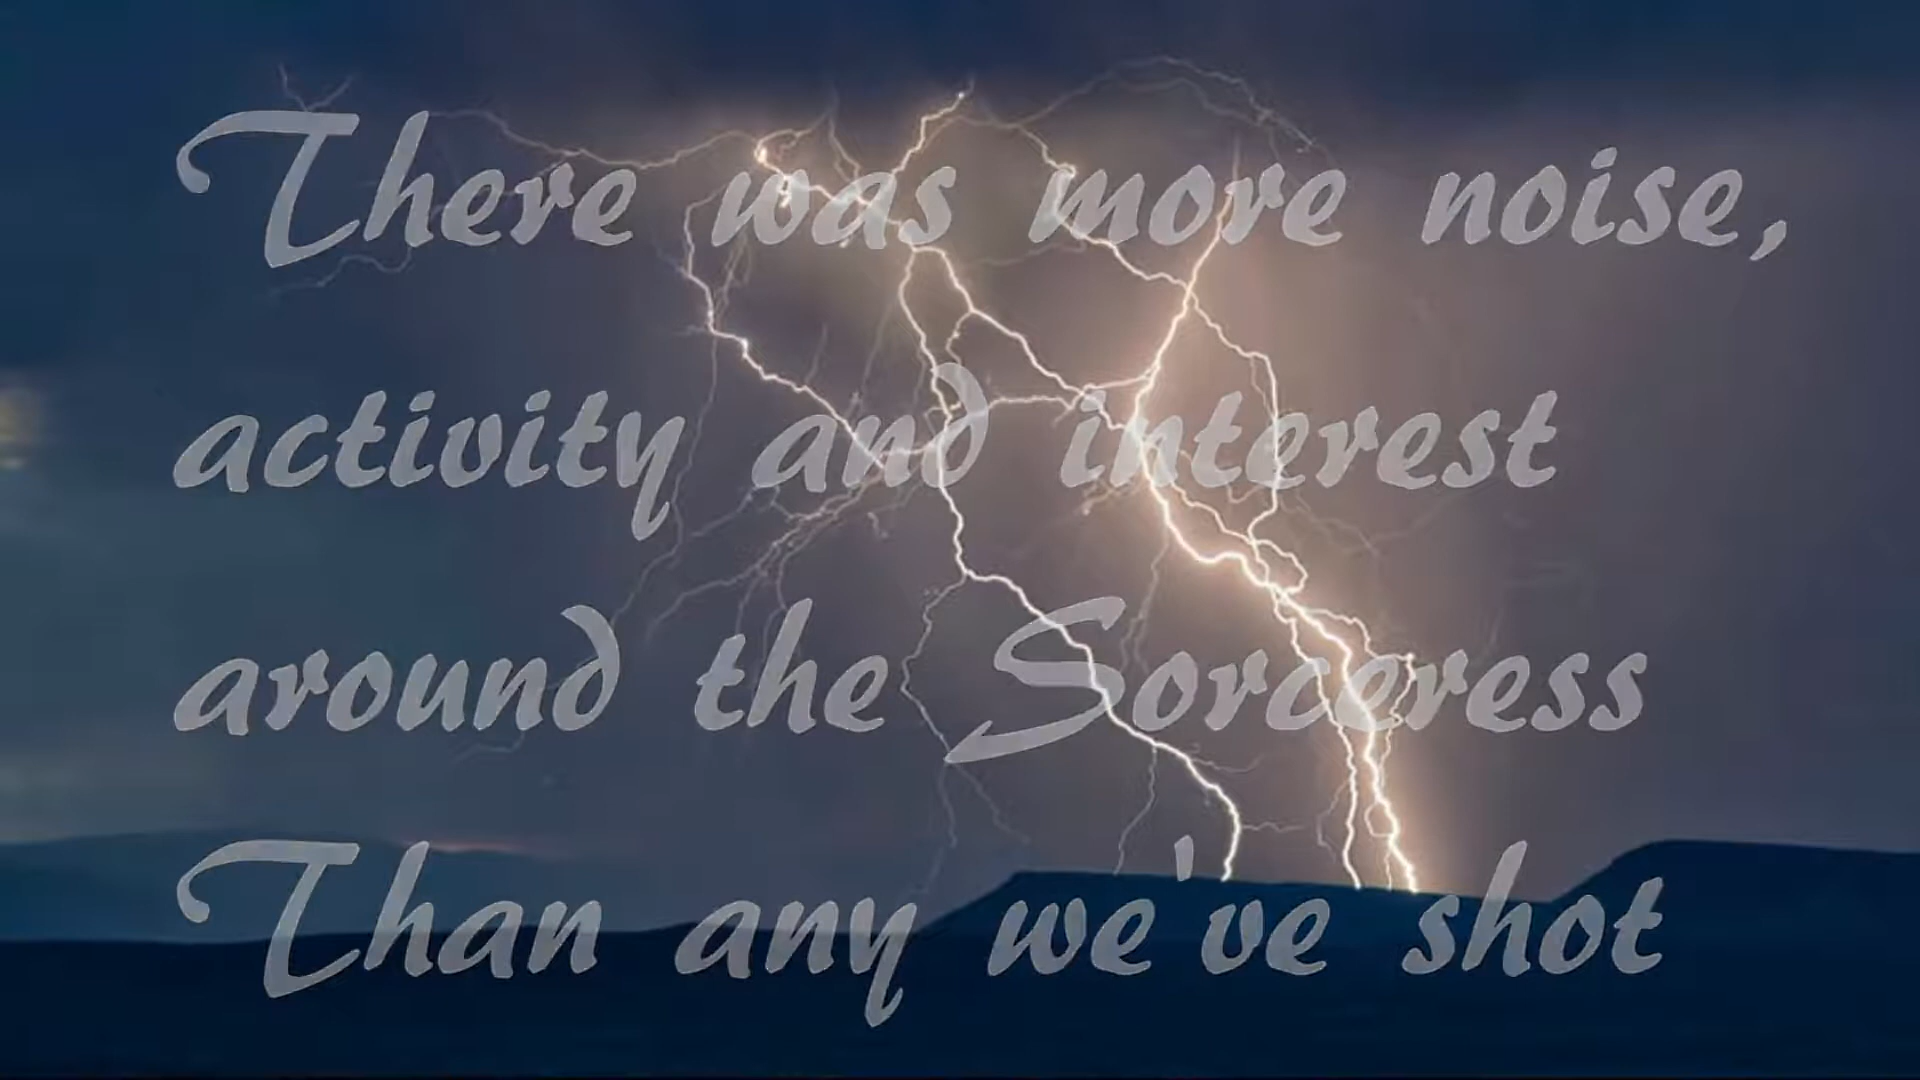 There was more noise,
activity and interest
around the Sorceress
Than any we've shot